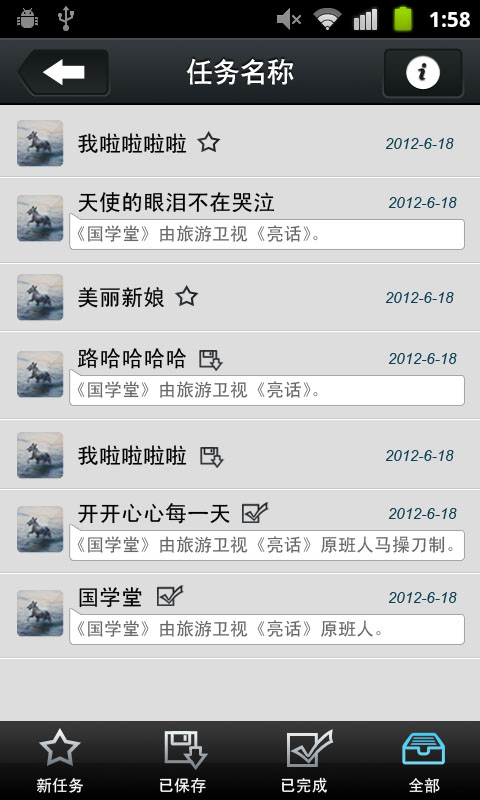 1:58
任务名称
我啦啦啦啦 2012-6-18
天使的眼泪不在哭泣 2012-6-18
《国学堂》由旅游卫视《亮话》。
美丽新娘 2012-6-18
路哈哈哈哈 2012-6-18
《国学堂》由旅游卫视《亮话》。
我啦啦啦啦 2012-6-18
开开心心每一天 2012-6-18
《国学堂》由旅游卫视《亮话》原班人马操刀制。
国学堂 2012-6-18
《国学堂》由旅游卫视《亮话》原班人。
新任务 已保存 已完成 全部